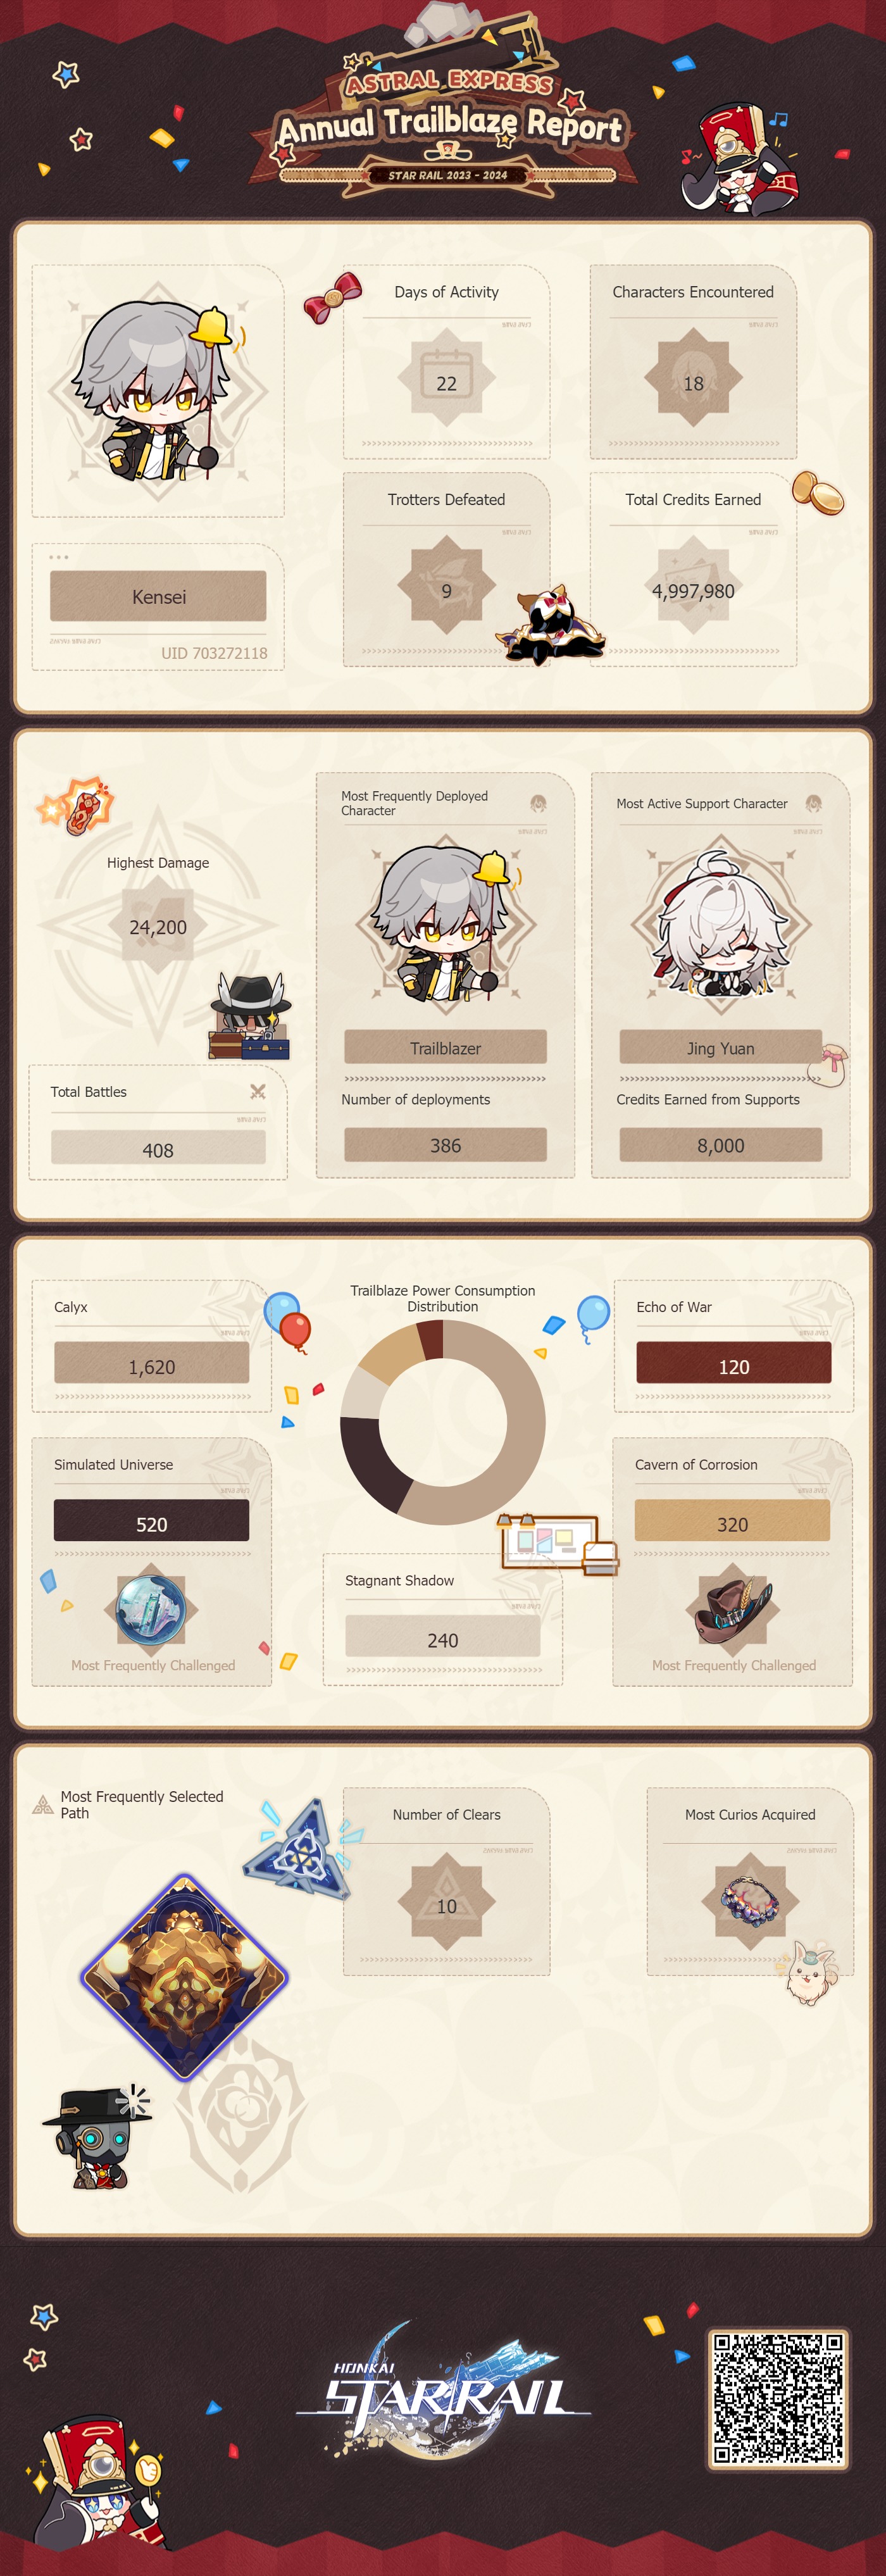 ASTRAL EXPRESS
Annual Trailblaze Report
STAR RAIL 2023 - 2024
Days of Activity
22
Characters Encountered
18
Trotters Defeated
9
Total Credits Earned
4,997,980
Kensei
UID 703272118
Highest Damage
24,200
Total Battles
408
Most Frequently Deployed
Character
Trailblazer
Number of deployments
386
Most Active Support Character
Jing Yuan
Credits Earned from Supports
8,000
Calyx
1,620
Trailblaze Power Consumption
Distribution
Echo of War
120
Simulated Universe
520
Most Frequently Challenged
Stagnant Shadow
240
Cavern of Corrosion
320
Most Frequently Challenged
Most Frequently Selected
Path
Number of Clears
10
Most Curios Acquired
HONKAI
STAR RAIL